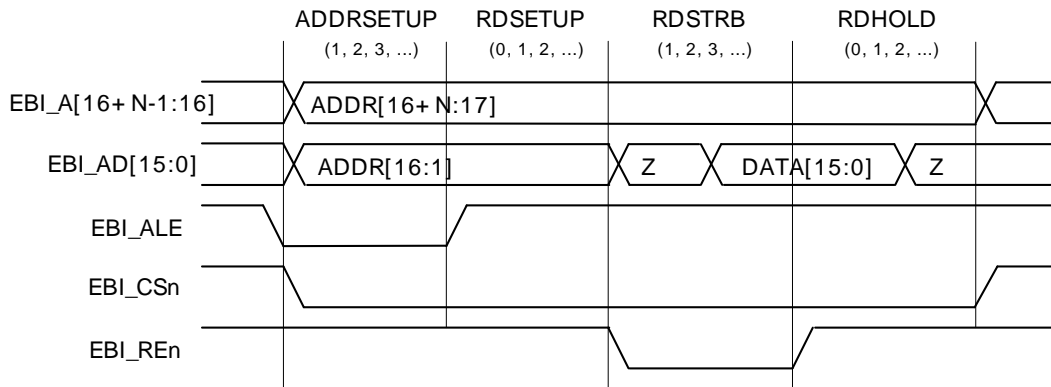 ADDRSETUP RDSETUP RDSTRB RDHOLD
(1, 2, 3, ...) (0, 1, 2, ...) (1, 2, 3, ...) (0, 1, 2, ...)
EBI_A[16+ N-1:16] ADDR[16+ N:17]
EBI_AD[15:0] ADDR[16:1] Z DATA[15:0] Z
EBI_ALE
EBI_CSn
EBI_REn